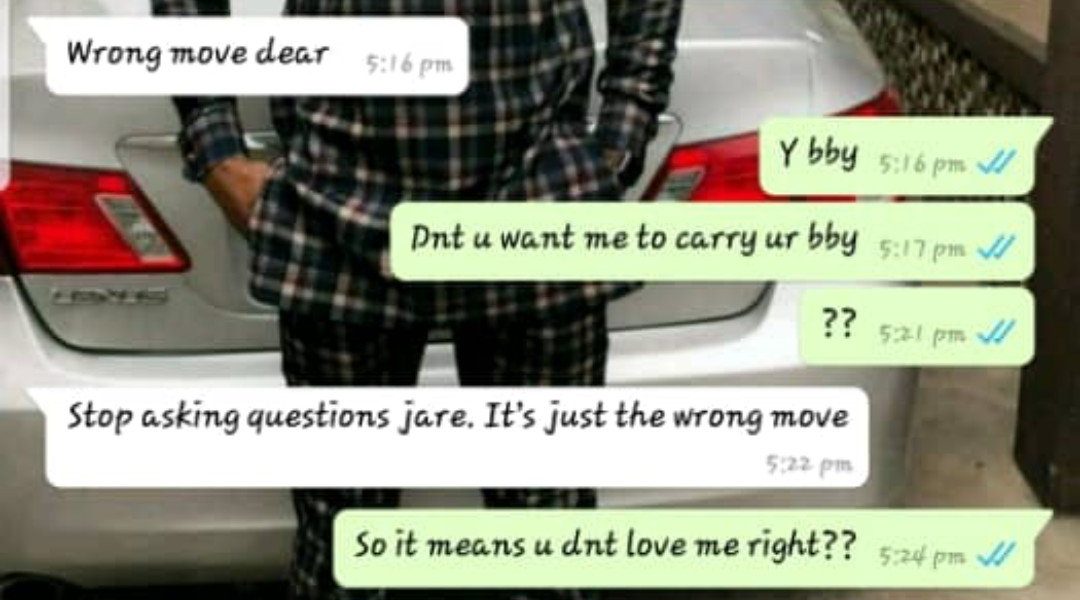 Wrong move dear 5:16 pm
Y bby 5:16 pm
Dnt u want me to carry ur bby 5:17 pm
?? 5:21 pm
Stop asking questions jare. It's just the wrong move
5:22 pm
So it means u dnt love me right?? 5:24 pm